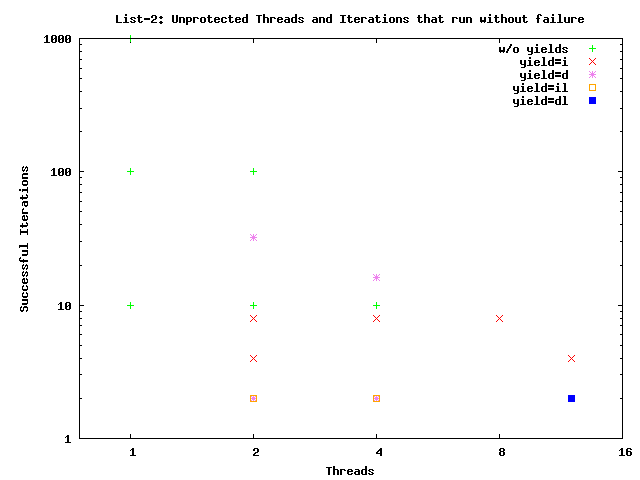 List-2: Unprotected Threads and Iterations that run without failure
1000
100
10
1
Successful Iterations
w/o yields
yield=i
yield=d
yield=il
yield=dl
1 2 4 8 16
Threads